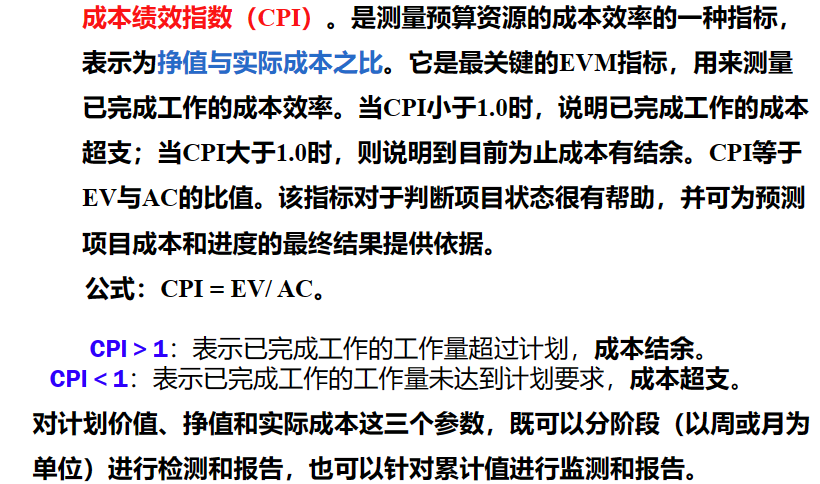 成本绩效指数（CPI）。是测量预算资源的成本效率的一种指标，
表示为挣值与实际成本之比。它是最关键的EVM指标，用来测量
已完成工作的成本效率。当CPI小于1.0时，说明已完成工作的成本
超支；当CPI大于1.0时，则说明到目前为止成本有结余。CPI等于
EV与AC的比值。该指标对于判断项目状态很有帮助，并可为预测
项目成本和进度的最终结果提供依据。
公式：CPI = EV/ AC。
CPI＞1：表示已完成工作的工作量超过计划，成本结余。
CPI＜1：表示已完成工作的工作量未达到计划要求，成本超支。
对计划价值、挣值和实际成本这三个参数，既可以分阶段（以周或月为
单位）进行检测和报告，也可以针对累计值进行监测和报告。